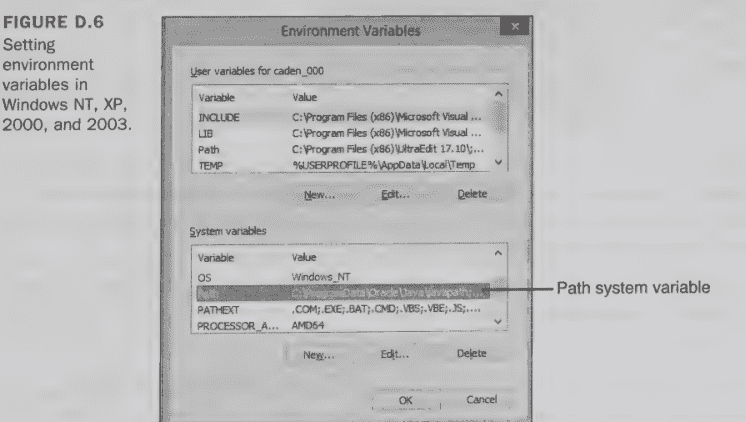 FIGURE D.6
Setting
environment
variables in
Windows NT, XP,
2000, and 2003.
Environment Variables
×
User variables for caden_000
Variable Value
INCLUDE C:\Program Files (x86)\Microsoft Visual ...
LIB C:\Program Files (x86)\Microsoft Visual ...
Path C:\Program Files (x86)\UltraEdit 17.10\;...
TEMP %USERPROFILE%\AppData\Local\Temp
New... Edit... Delete
System variables
Variable Value
OS Windows_NT
Path C:\ProgramData\Oracle\Java\javapath;...
PATHEXT .COM;.EXE;.BAT;.CMD;.VBS;.VBE;.JS;....
PROCESSOR_A... AMD64
Path system variable
New... Edit... Delete
OK Cancel